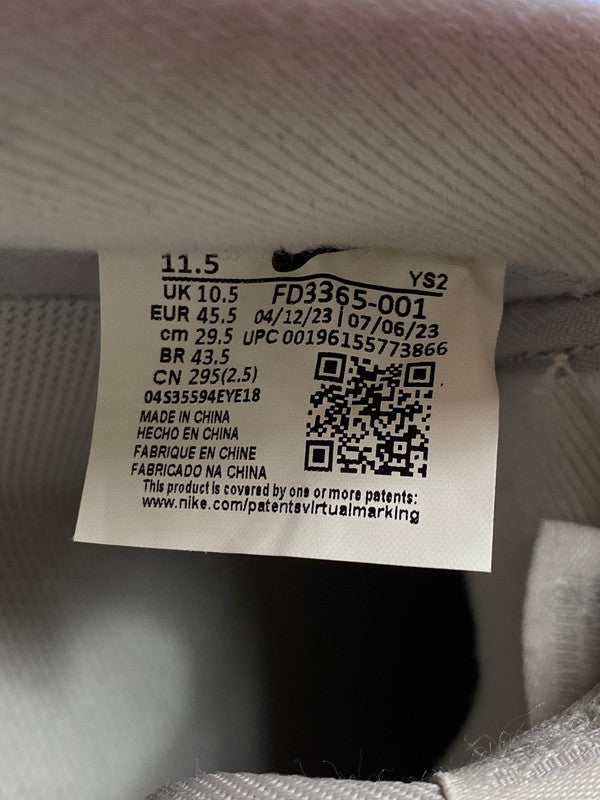 11.5
YS2
UK 10.5 FD3365-001
EUR 45.5 04/12/23 | 07/06/23
cm 29.5 UPC 00196155773866
BR 43.5
CN 295(2.5)
04S35594EYE18
MADE IN CHINA
HECHO EN CHINA
FABRIQUE EN CHINE
FABRICADO NA CHINA
This product is covered by one or more patents:
www.nike.com/patentsvirtualmarking